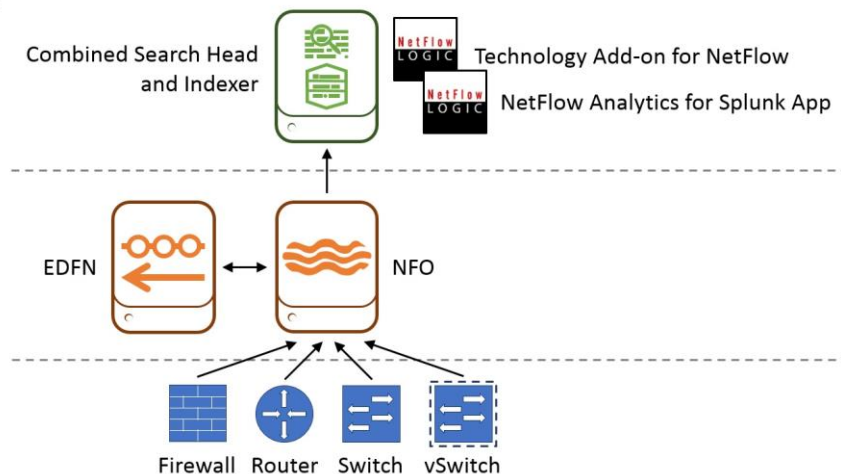 Combined Search Head
and Indexer
NetFlow
LOGIC
Technology Add-on for NetFlow
NetFlow
LOGIC
NetFlow Analytics for Splunk App
EDFN
NFO
Firewall
Router
Switch
vSwitch